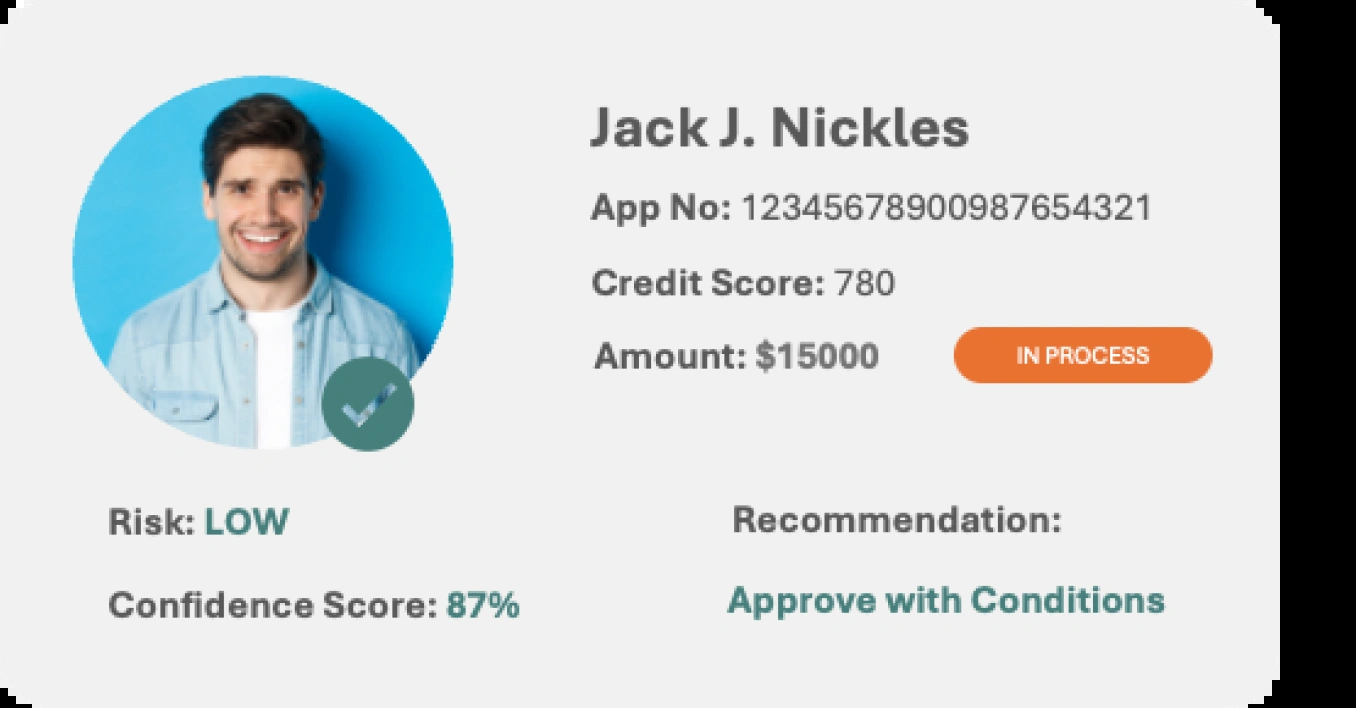 Jack J. Nickles
App No: 12345678900987654321
Credit Score: 780
Amount: $15000
IN PROCESS
Risk: LOW
Confidence Score: 87%
Recommendation:
Approve with Conditions